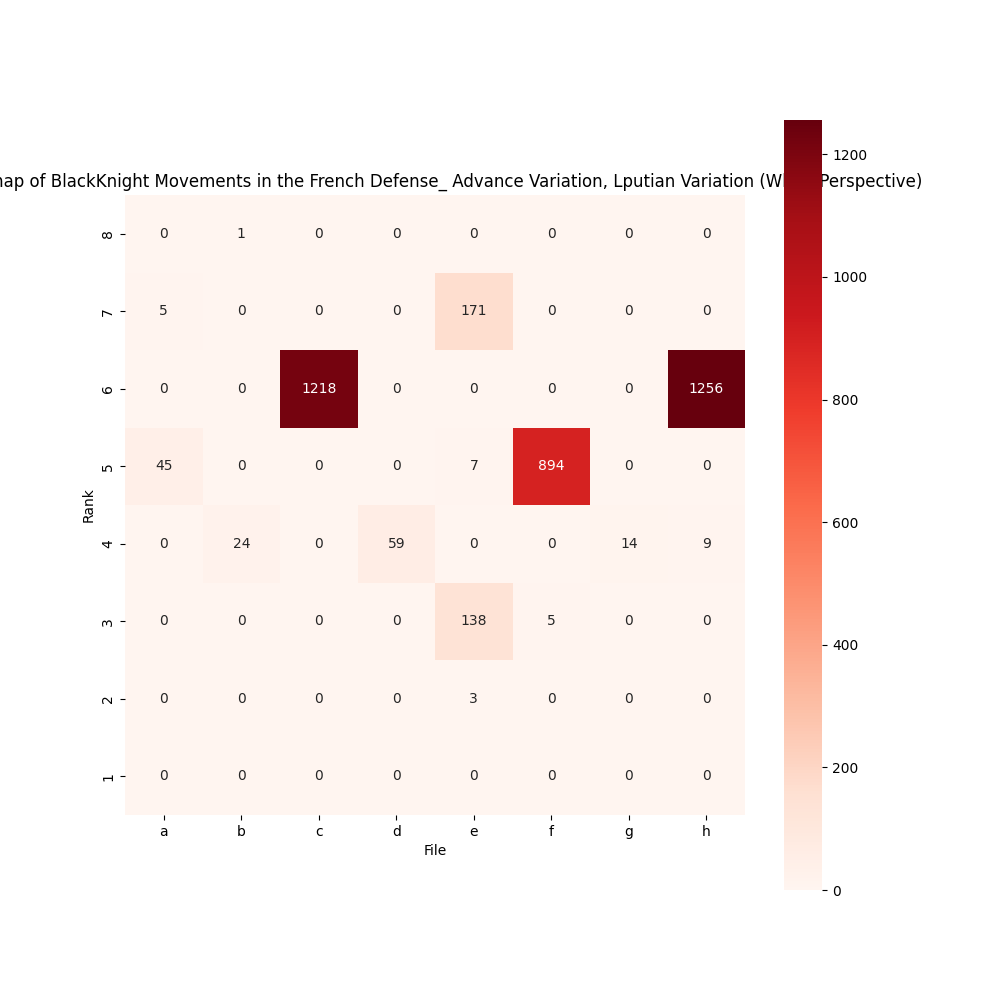 map of BlackKnight Movements in the French Defense_ Advance Variation, Lputian Variation (W Perspective)
1200
1000
800
600
400
200
0
Rank
8 0 1 0 0 0 0 0 0
7 5 0 0 0 171 0 0 0
6 0 0 1218 0 0 0 0 1256
5 45 0 0 0 7 894 0 0
4 0 24 0 59 0 0 14 9
3 0 0 0 0 138 5 0 0
2 0 0 0 0 3 0 0 0
1 0 0 0 0 0 0 0 0
a b c d e f g h
File